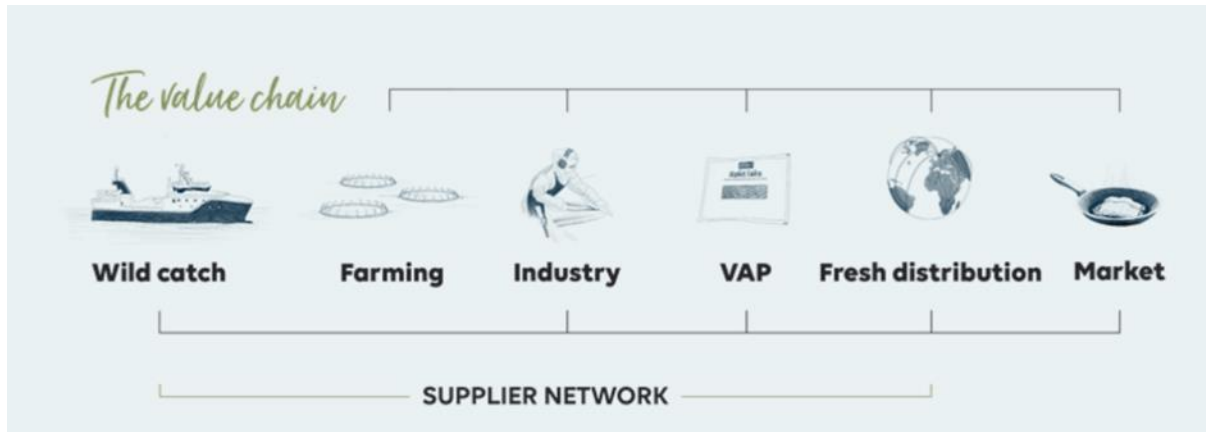 The value chain
Wild catch Farming Industry VAP Fresh distribution Market
SUPPLIER NETWORK